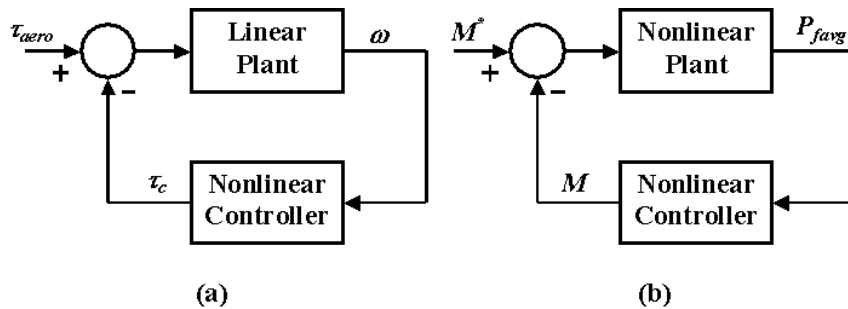 τaero
+
−
Linear
Plant
ω
τc
Nonlinear
Controller
(a)
M*
+
−
Nonlinear
Plant
Pfavg
M
Nonlinear
Controller
(b)